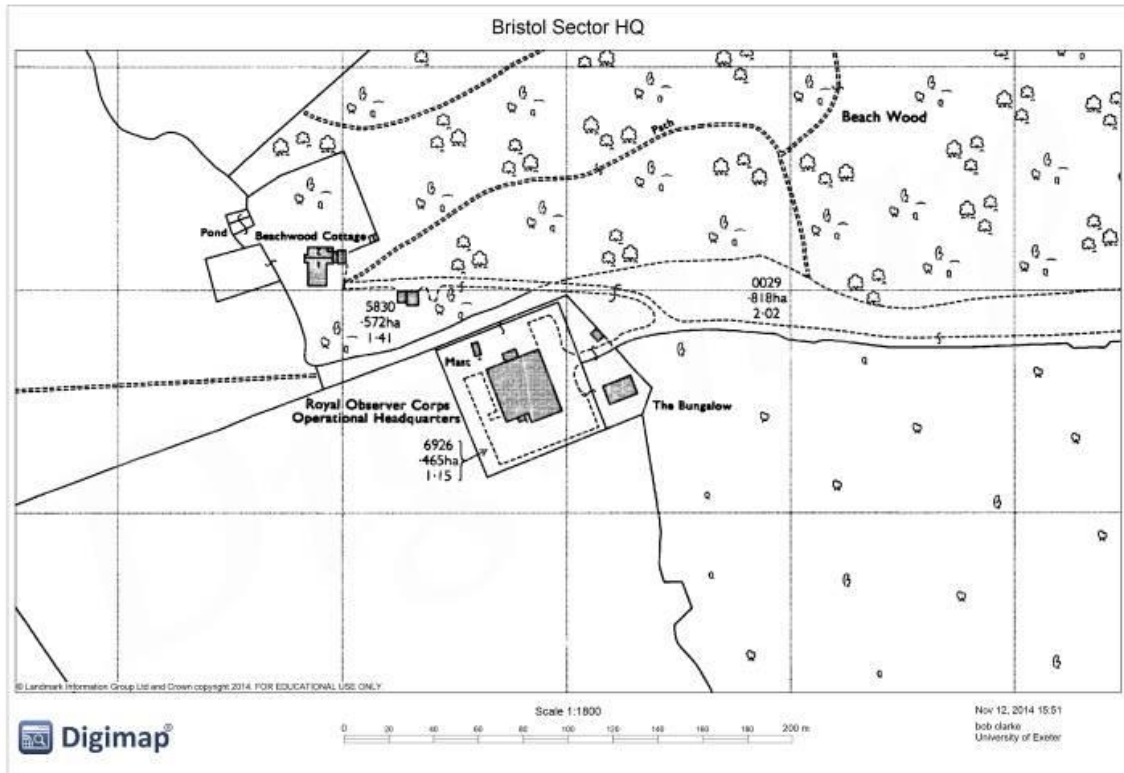 Bristol Sector HQ
Path
Beach Wood
Pond
Beachwood Cottage
5830
·572ha
1·41
0029
·818ha
2·02
Mast
Royal Observer Corps
Operational Headquarters
The Bungalow
6926
·465ha
1·15
© Landmark Information Group Ltd and Crown copyright 2014. FOR EDUCATIONAL USE ONLY
Digimap®
Scale 1:1800
0 20 40 60 80 100 120 140 160 180 200 m
Nov 12, 2014 15:51
bob clarke
University of Exeter